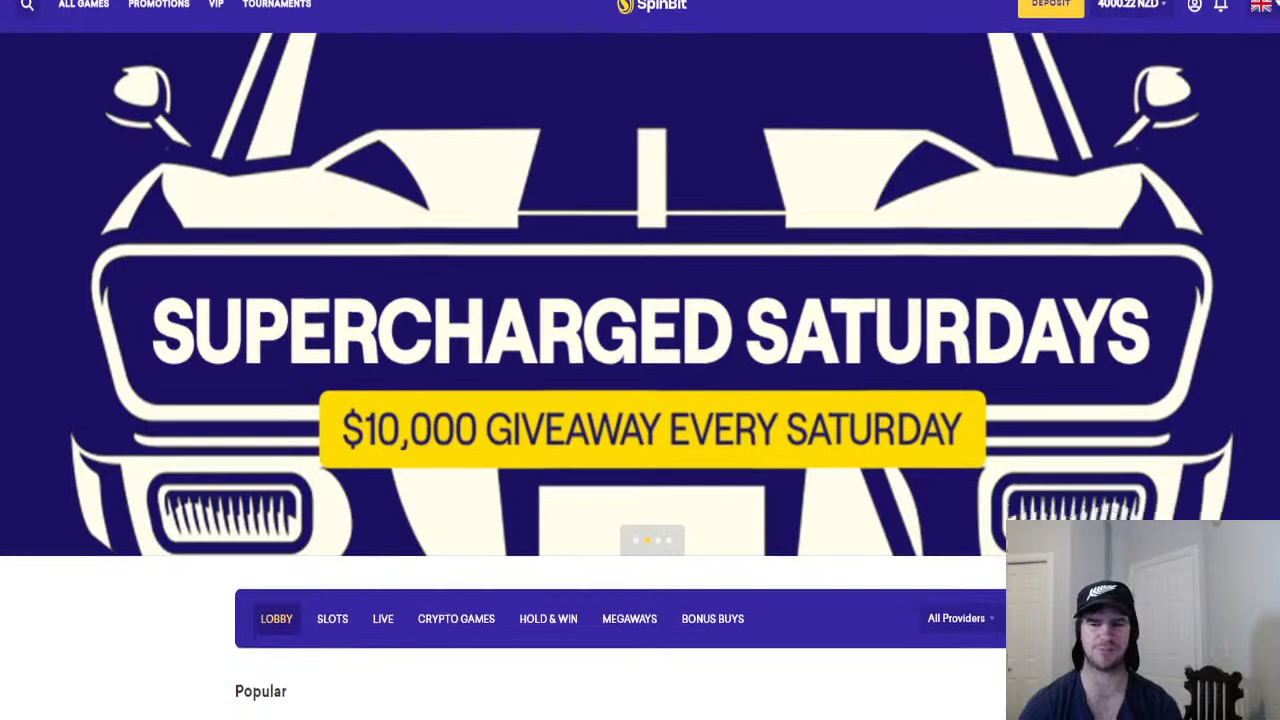 ALL GAMES PROMOTIONS VIP TOURNAMENTS SpinBit DEPOSIT 4000.22 NZD
SUPERCHARGED SATURDAYS
$10,000 GIVEAWAY EVERY SATURDAY
LOBBY SLOTS LIVE CRYPTO GAMES HOLD & WIN MEGAWAYS BONUS BUYS All Providers
Popular